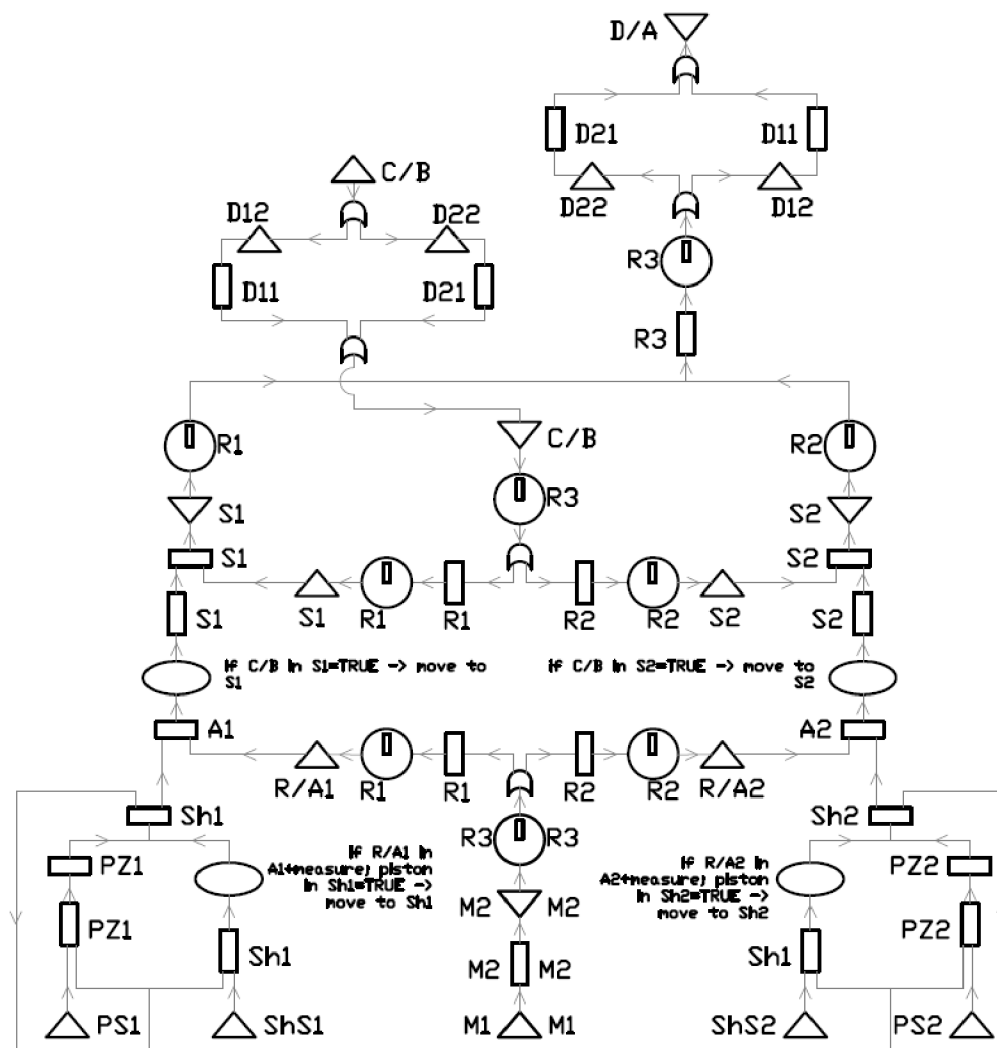 D/A
D21 D11
C/B
D22 D12
D12 D22
R3
D11 D21
R3
R1 C/B R2
S1 R3 S2
S1 S2
S1 S1 R1 R1 R2 R2 S2 S2
If C/B in S1=TRUE -> move to
S1
If C/B in S2=TRUE -> move to
S2
A1 A2
R/A1 R1 R1 R2 R2 R/A2
Sh1 Sh2
R3 R3
If R/A1 in
A1+measure; piston
in Sh1=TRUE ->
move to Sh1
If R/A2 in
A2+measure; piston
in Sh2=TRUE ->
move to Sh2
PZ1 PZ2
M2 M2
PZ1 Sh1 M2 M2 Sh1 PZ2
PS1 ShS1 M1 M1 ShS2 PS2